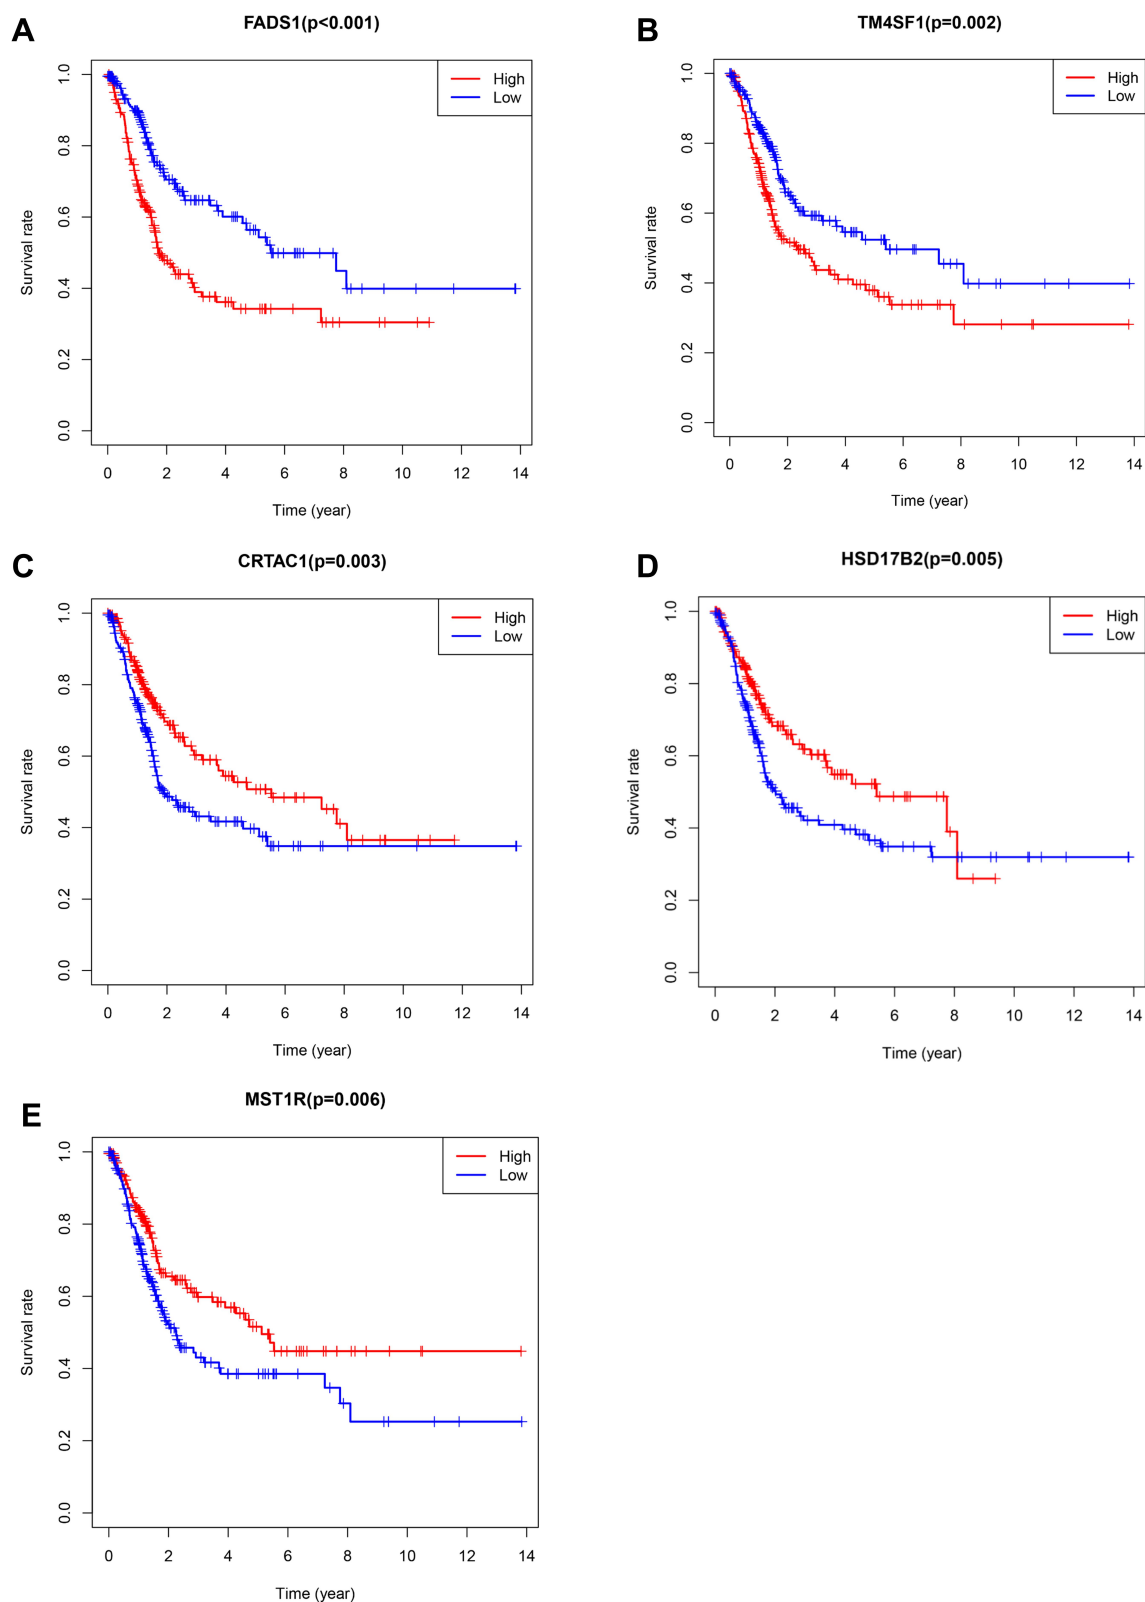 A
FADS1(p<0.001)
High
Low
Survival rate
0.0 0.2 0.4 0.6 0.8 1.0
0 2 4 6 8 10 12 14
Time (year)
B
TM4SF1(p=0.002)
High
Low
Survival rate
0.0 0.2 0.4 0.6 0.8 1.0
0 2 4 6 8 10 12 14
Time (year)
C
CRTAC1(p=0.003)
High
Low
Survival rate
0.0 0.2 0.4 0.6 0.8 1.0
0 2 4 6 8 10 12 14
Time (year)
D
HSD17B2(p=0.005)
High
Low
Survival rate
0.0 0.2 0.4 0.6 0.8 1.0
0 2 4 6 8 10 12 14
Time (year)
E
MST1R(p=0.006)
High
Low
Survival rate
0.0 0.2 0.4 0.6 0.8 1.0
0 2 4 6 8 10 12 14
Time (year)